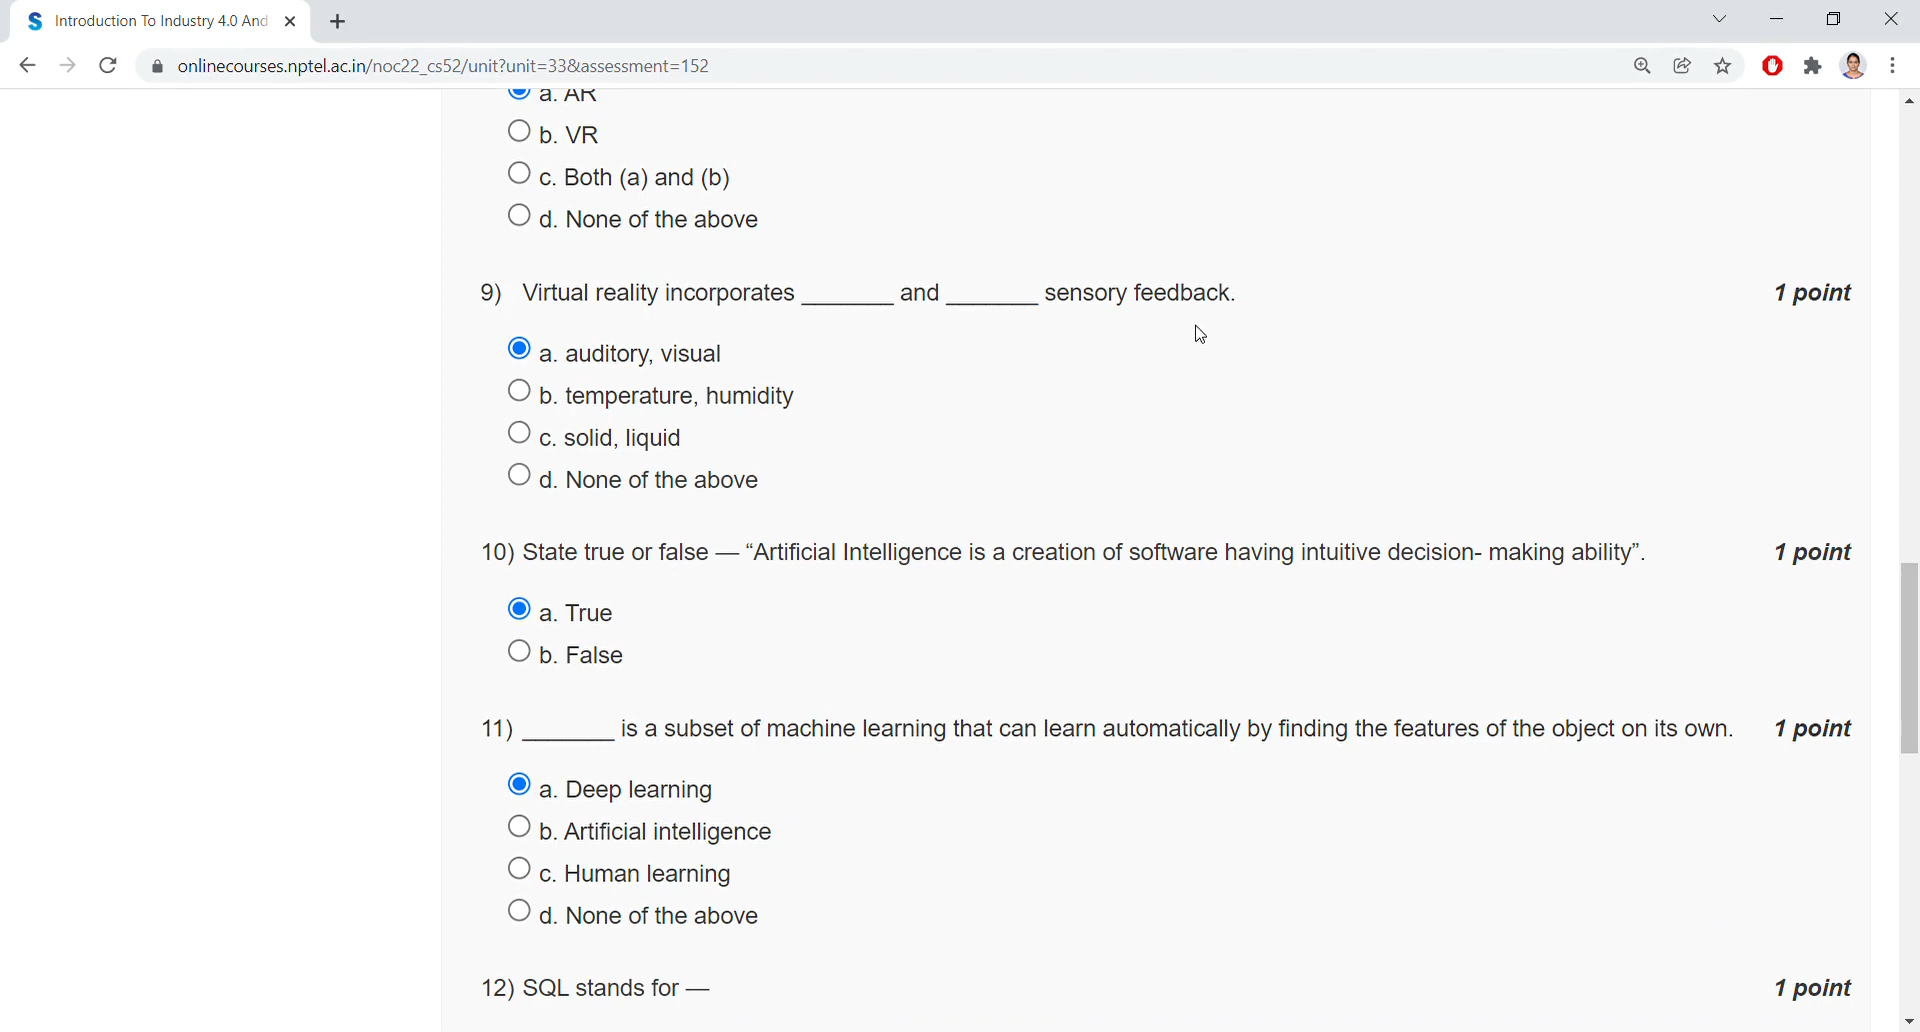 Introduction To Industry 4.0 And
onlinecourses.nptel.ac.in/noc22_cs52/unit?unit=33&assessment=152
a. AR
b. VR
c. Both (a) and (b)
d. None of the above
9) Virtual reality incorporates _______ and _______ sensory feedback. 1 point
a. auditory, visual
b. temperature, humidity
c. solid, liquid
d. None of the above
10) State true or false — “Artificial Intelligence is a creation of software having intuitive decision- making ability”. 1 point
a. True
b. False
11) _______ is a subset of machine learning that can learn automatically by finding the features of the object on its own. 1 point
a. Deep learning
b. Artificial intelligence
c. Human learning
d. None of the above
12) SQL stands for — 1 point